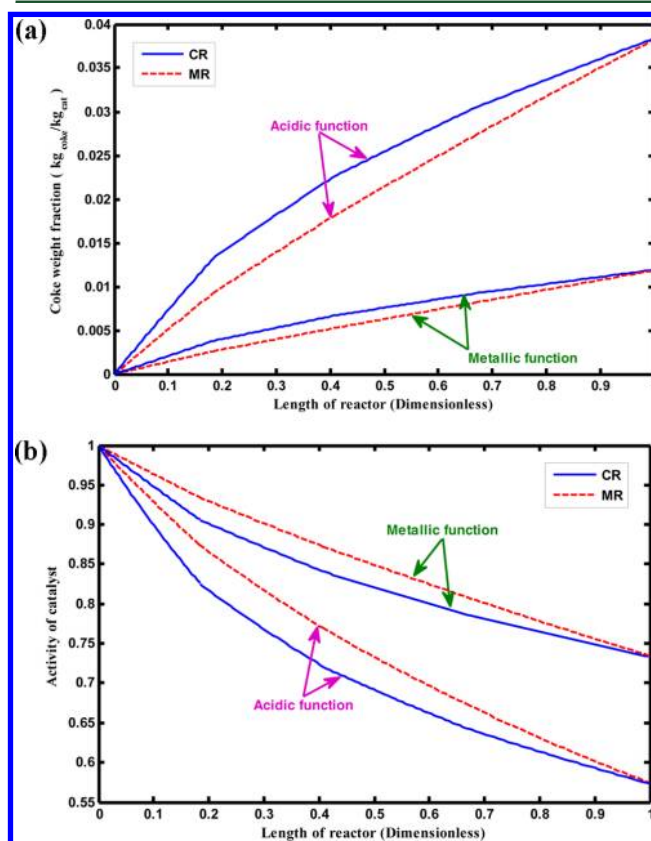 (a)
0.04
0.035
0.03
0.025
0.02
0.015
0.01
0.005
0
CR
MR
Acidic function
Metallic function
Coke weight fraction ( kg coke/kg cat )
0 0.1 0.2 0.3 0.4 0.5 0.6 0.7 0.8 0.9
Length of reactor (Dimensionless)
(b)
1
0.95
0.9
0.85
0.8
0.75
0.7
0.65
0.6
0.55
CR
MR
Metallic function
Acidic function
Activity of catalyst
0 0.1 0.2 0.3 0.4 0.5 0.6 0.7 0.8 0.9 1
Length of reactor (Dimensionless)